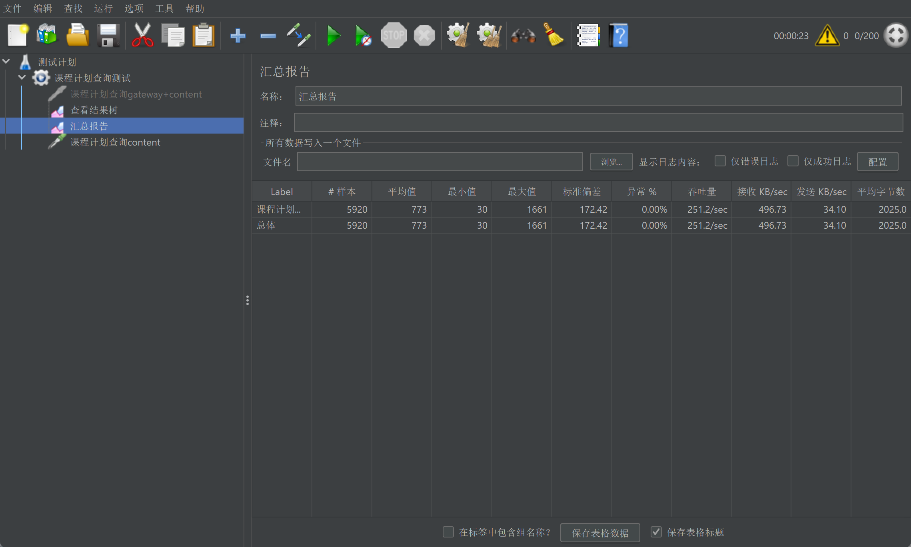 文件 编辑 查找 运行 选项 工具 帮助
STOP 00:00:23 0 0/200
测试计划
课程计划查询测试
课程计划查询gateway+content
查看结果树
汇总报告
课程计划查询content
汇总报告
名称： 汇总报告
注释：
所有数据写入一个文件
文件名 浏览... 显示日志内容： 仅错误日志 仅成功日志 配置
Label # 样本 平均值 最小值 最大值 标准偏差 异常 % 吞吐量 接收 KB/sec 发送 KB/sec 平均字节数
课程计划... 5920 773 30 1661 172.42 0.00% 251.2/sec 496.73 34.10 2025.0
总体 5920 773 30 1661 172.42 0.00% 251.2/sec 496.73 34.10 2025.0
在标签中包含组名称？ 保存表格数据 保存表格标题